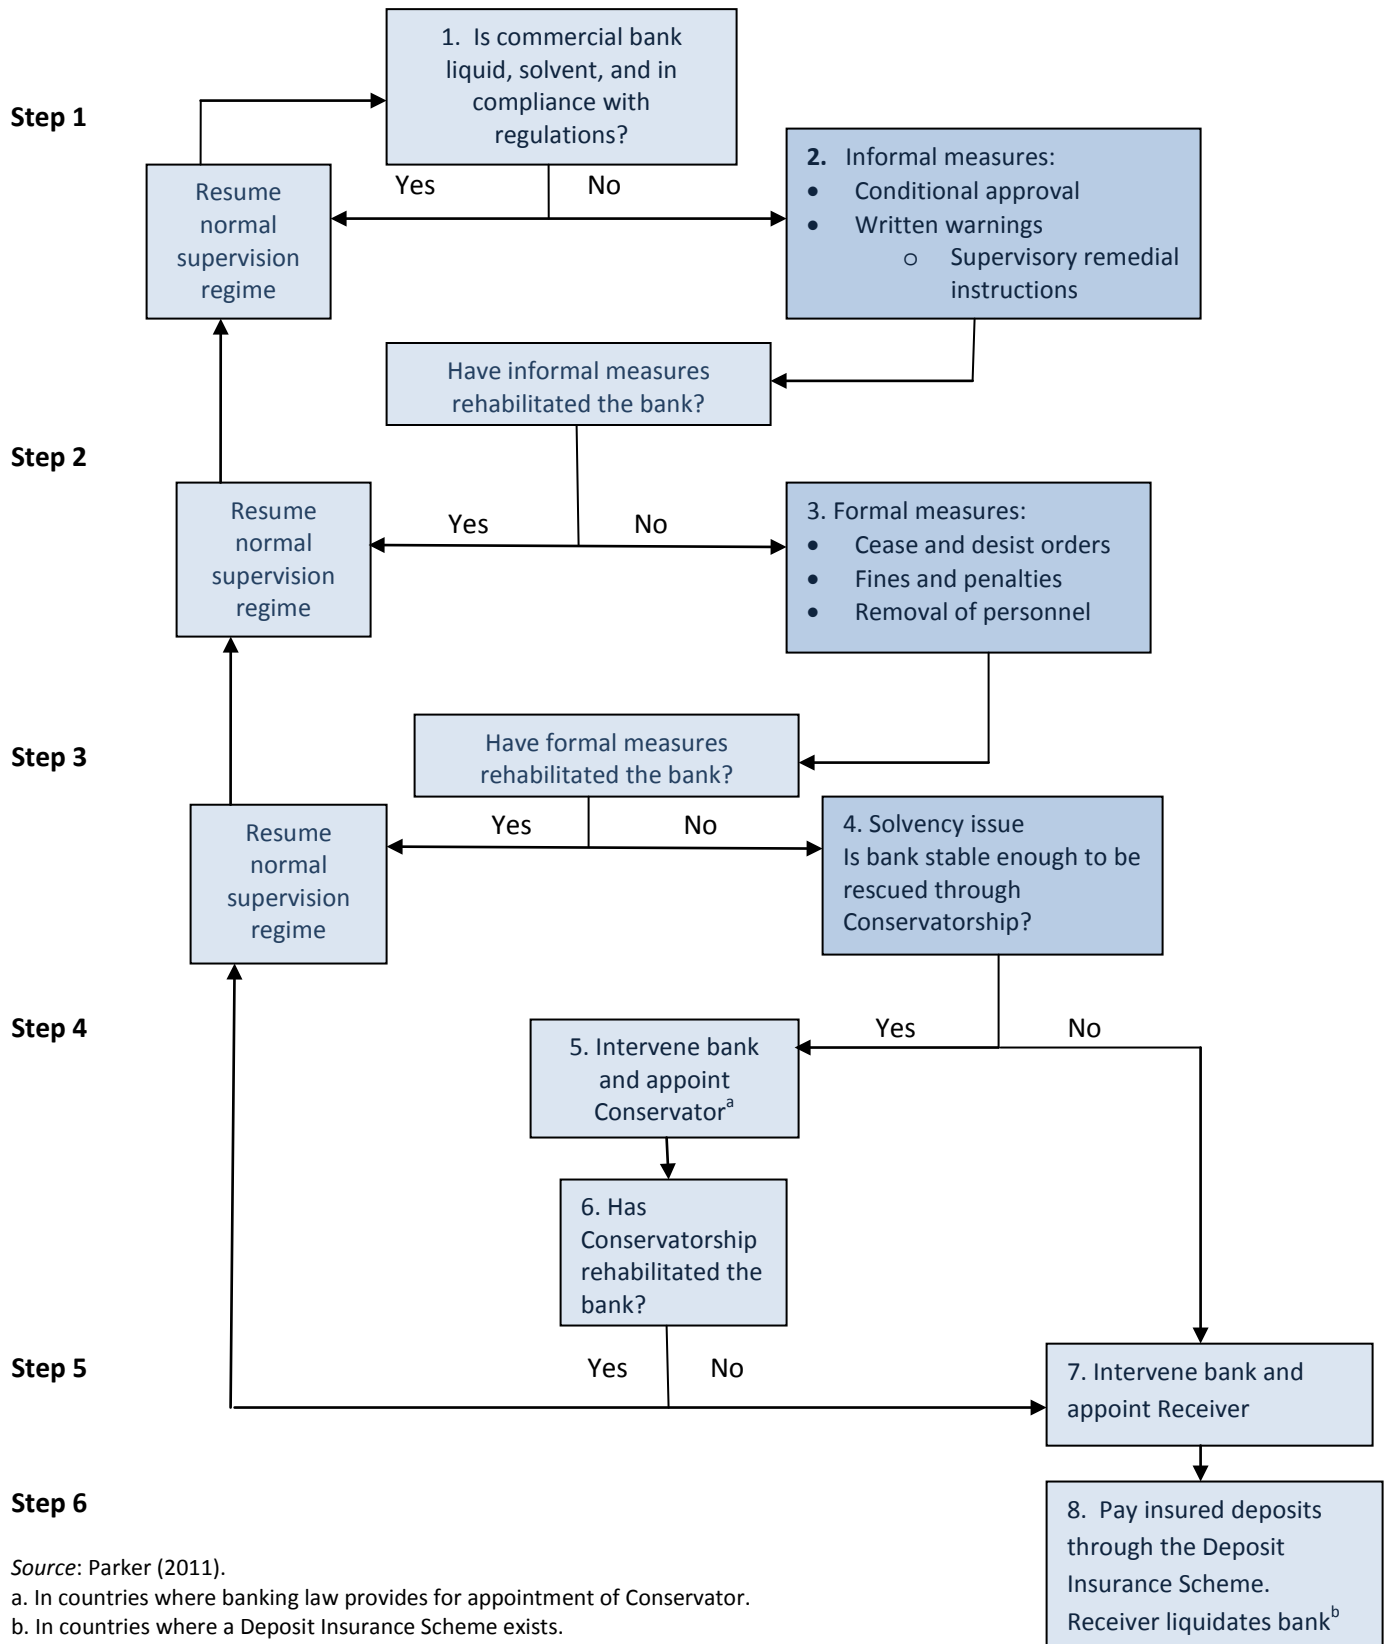 1. Is commercial bank
liquid, solvent, and in
compliance with
regulations?
Step 1
2. Informal measures:
• Conditional approval
• Written warnings
o Supervisory remedial
instructions
Yes
No
Resume
normal
supervision
regime
Have informal measures
rehabilitated the bank?
Step 2
Resume
normal
supervision
regime
Yes
No
3. Formal measures:
• Cease and desist orders
• Fines and penalties
• Removal of personnel
Have formal measures
rehabilitated the bank?
Step 3
Yes
No
Resume
normal
supervision
regime
4. Solvency issue
Is bank stable enough to be
rescued through
Conservatorship?
Step 4
Yes
No
5. Intervene bank
and appoint
Conservatorᵃ
6. Has
Conservatorship
rehabilitated the
bank?
Step 5
Yes
No
7. Intervene bank and
appoint Receiver
Step 6
8. Pay insured deposits
through the Deposit
Insurance Scheme.
Receiver liquidates bankᵇ
Source: Parker (2011).
a. In countries where banking law provides for appointment of Conservator.
b. In countries where a Deposit Insurance Scheme exists.